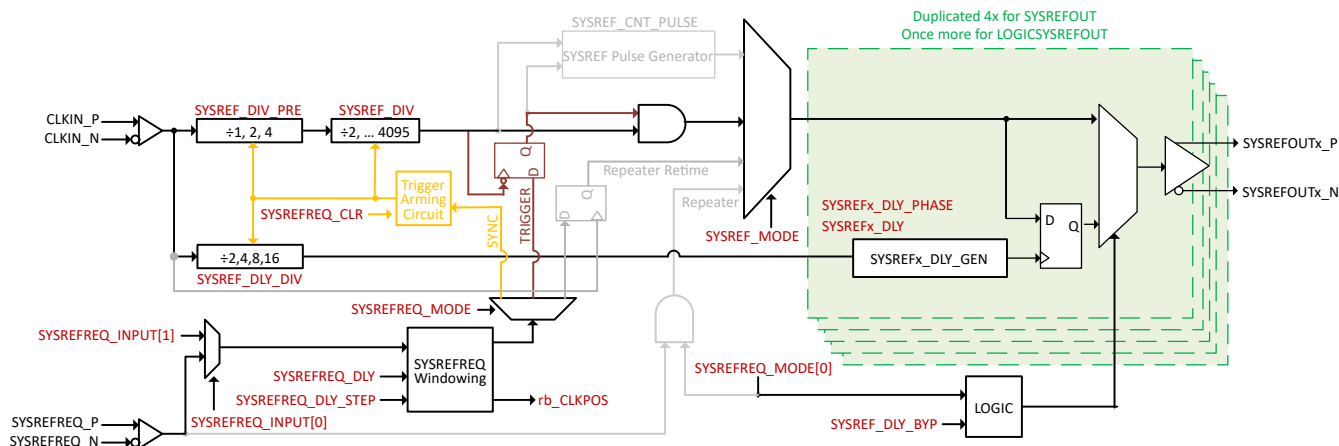 Duplicated 4x for SYSREFOUT
Once more for LOGICSYSREFOUT
SYSREF_CNT_PULSE
SYSREF Pulse Generator
SYSREF_DIV_PRE
SYSREF_DIV
CLKIN_P
CLKIN_N
÷1, 2, 4
÷2, ... 4095
Q
D
Repeater Retime
Repeater
Q
D
Trigger
Arming
Circuit
SYSREFREQ_CLR
SYNC
TRIGGER
SYSREF_MODE
SYSREFOUTx_P
SYSREFOUTx_N
SYSREFx_DLY_PHASE
SYSREFx_DLY
SYSREFx_DLY_GEN
D
Q
÷2,4,8,16
SYSREF_DLY_DIV
SYSREFREQ_MODE
SYSREFREQ_INPUT[1]
SYSREFREQ
Windowing
SYSREFREQ_DLY
SYSREFREQ_DLY_STEP
rb_CLKPOS
SYSREFREQ_INPUT[0]
SYSREFREQ_P
SYSREFREQ_N
SYSREFREQ_MODE[0]
LOGIC
SYSREF_DLY_BYP